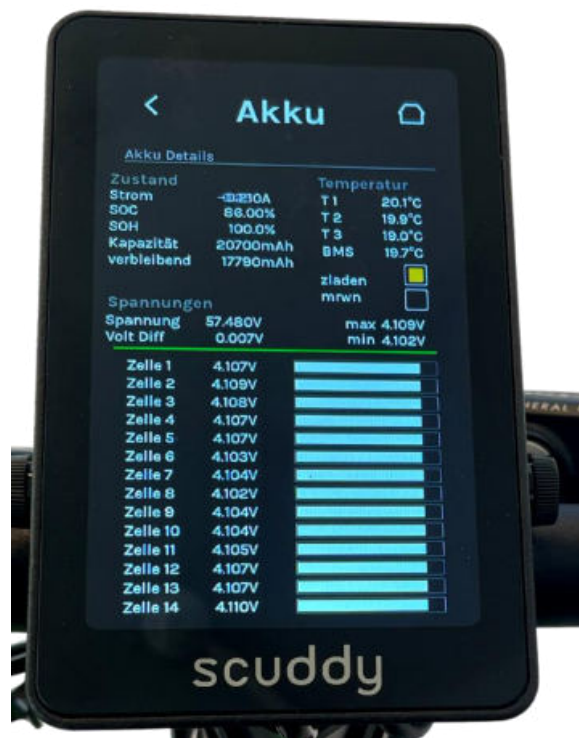 < Akku
Akku Details
Zustand Temperatur
Strom T1 20.1°C
SOC 86.00% T2 19.9°C
SOH 100.0% T3 19.0°C
Kapazität 20700mAh BMS 19.7°C
verbleibend 17790mAh
zladen
mrwn
Spannungen
Spannung 57.480V max 4.109V
Volt Diff 0.007V min 4.102V
Zelle 1 4.107V
Zelle 2 4.109V
Zelle 3 4.108V
Zelle 4 4.107V
Zelle 5 4.107V
Zelle 6 4.103V
Zelle 7 4.104V
Zelle 8 4.102V
Zelle 9 4.104V
Zelle 10 4.104V
Zelle 11 4.105V
Zelle 12 4.107V
Zelle 13 4.107V
Zelle 14 4.110V
scuddy